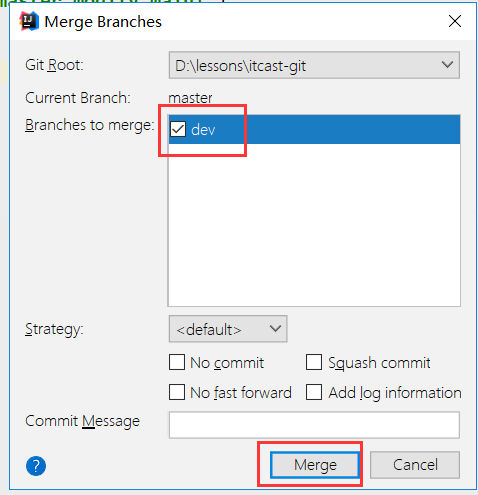 Merge Branches
Git Root: D:\lessons\itcast-git
Current Branch: master
Branches to merge: dev
Strategy: <default>
No commit Squash commit
No fast forward Add log information
Commit Message
? Merge Cancel